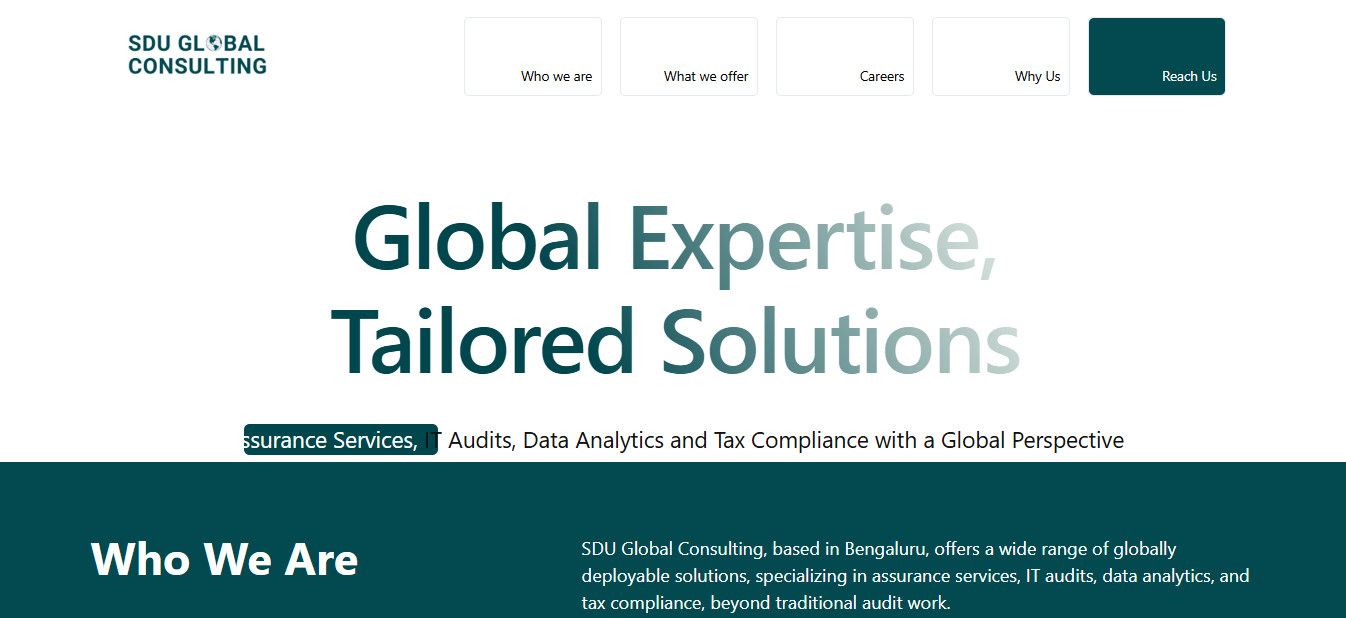 SDU GLOBAL
CONSULTING
Who we are
What we offer
Careers
Why Us
Reach Us
Global Expertise,
Tailored Solutions
ssurance Services, IT Audits, Data Analytics and Tax Compliance with a Global Perspective
Who We Are
SDU Global Consulting, based in Bengaluru, offers a wide range of globally
deployable solutions, specializing in assurance services, IT audits, data analytics, and
tax compliance, beyond traditional audit work.